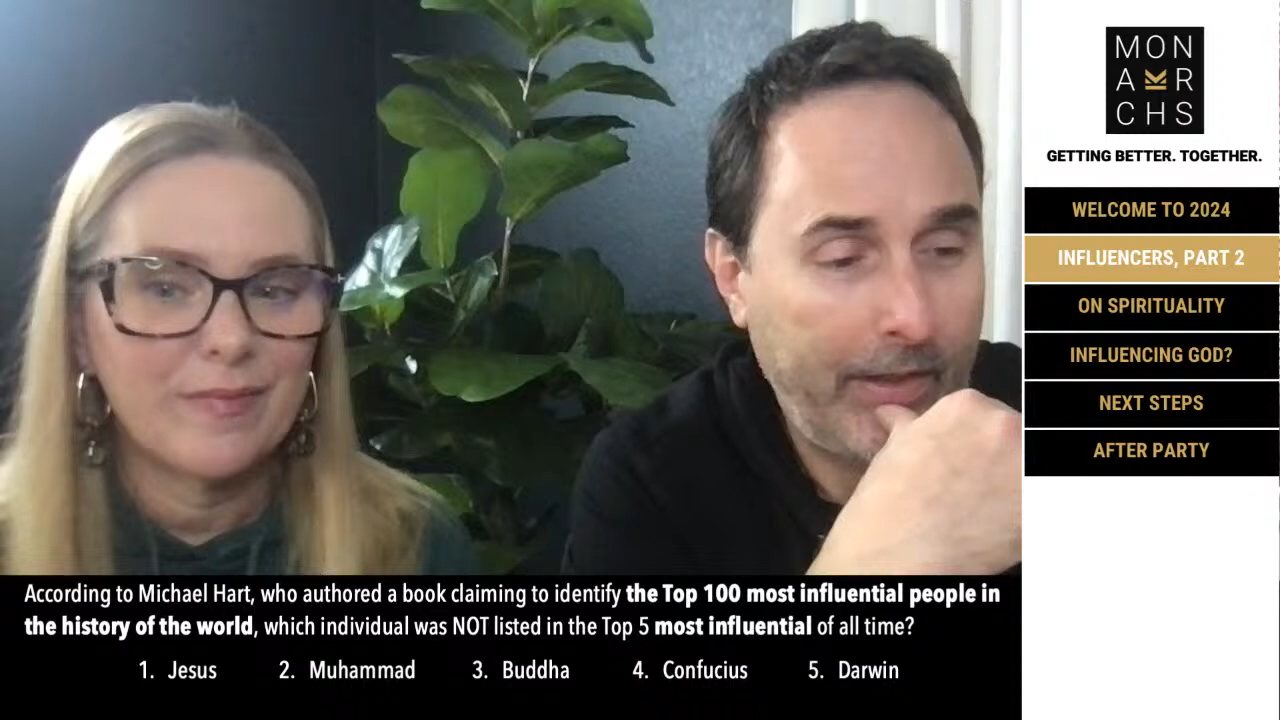 MON
A R
CHS
GETTING BETTER. TOGETHER.
WELCOME TO 2024
INFLUENCERS, PART 2
ON SPIRITUALITY
INFLUENCING GOD?
NEXT STEPS
AFTER PARTY
According to Michael Hart, who authored a book claiming to identify the Top 100 most influential people in
the history of the world, which individual was NOT listed in the Top 5 most influential of all time?
1. Jesus 2. Muhammad 3. Buddha 4. Confucius 5. Darwin